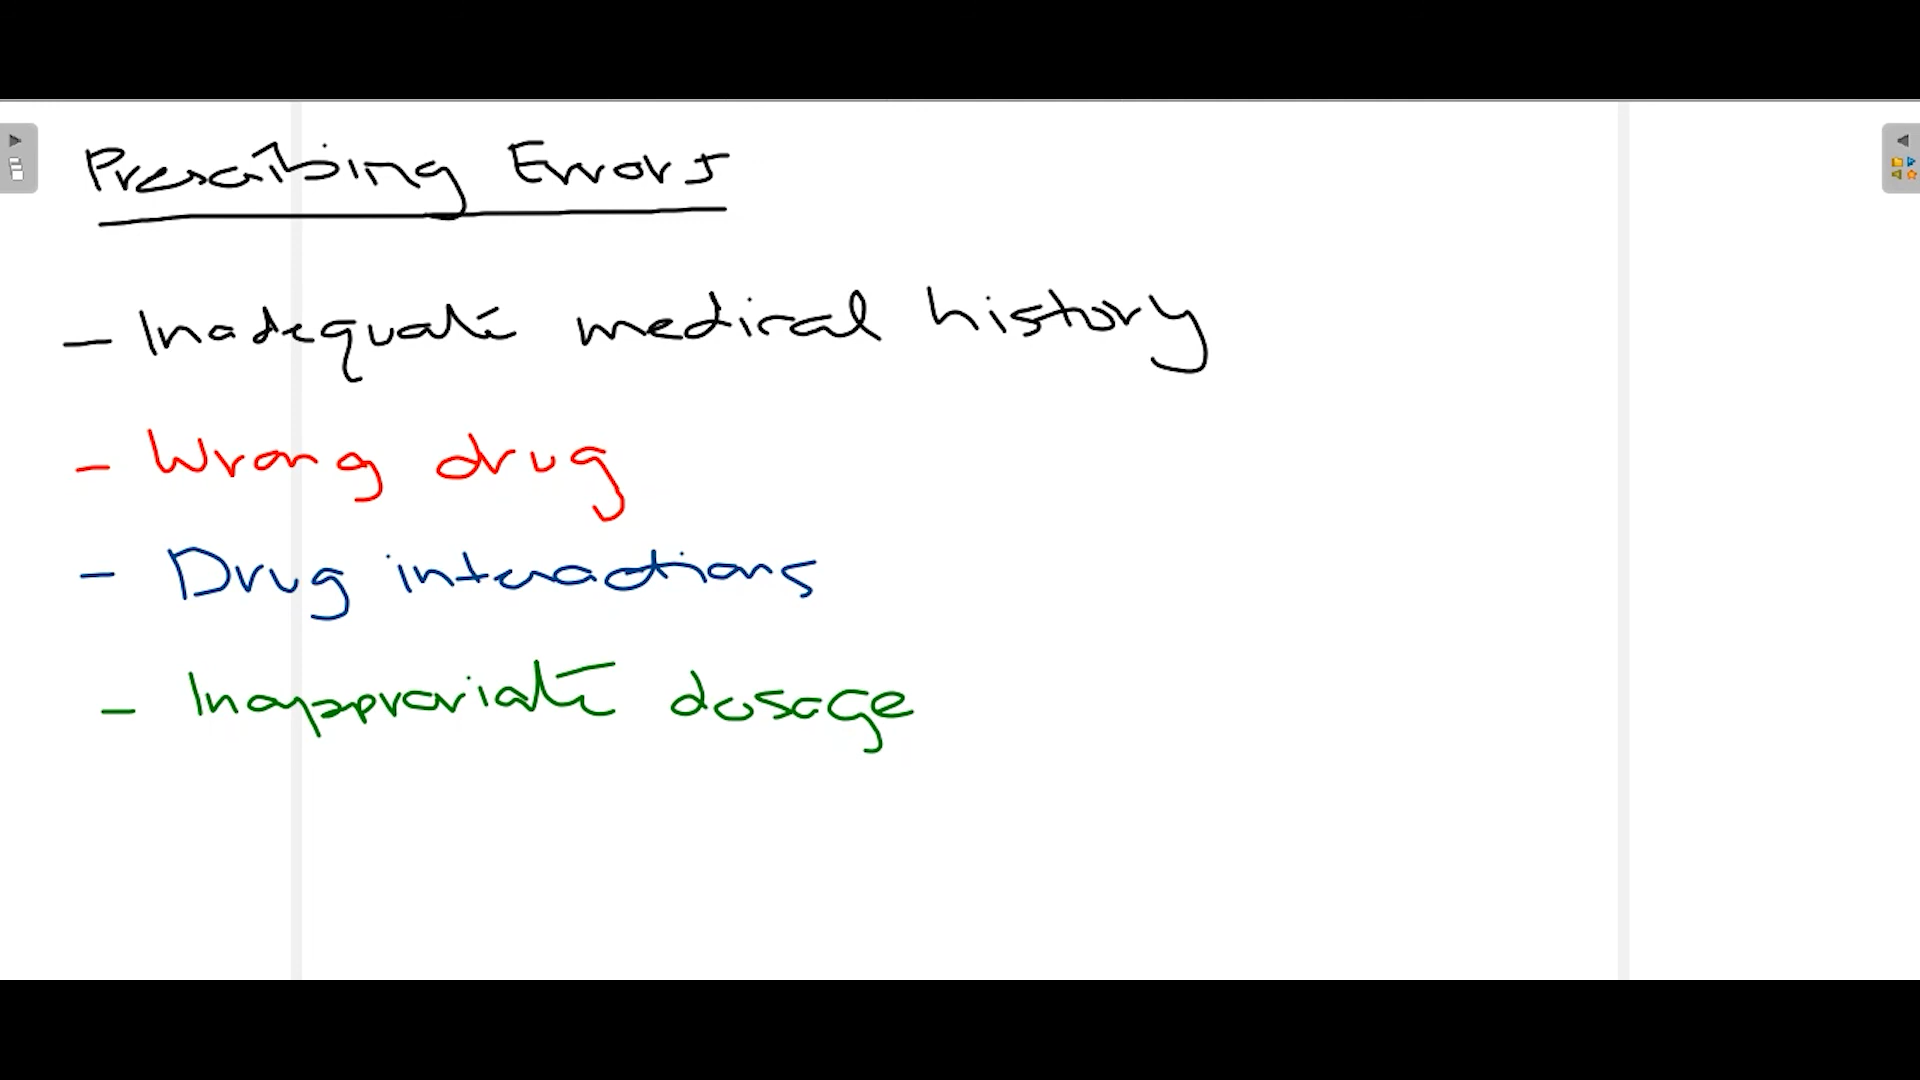 Prescribing Errors
- Inadequate medical history
- Wrong drug
- Drug interactions
- Inappropriate dosage